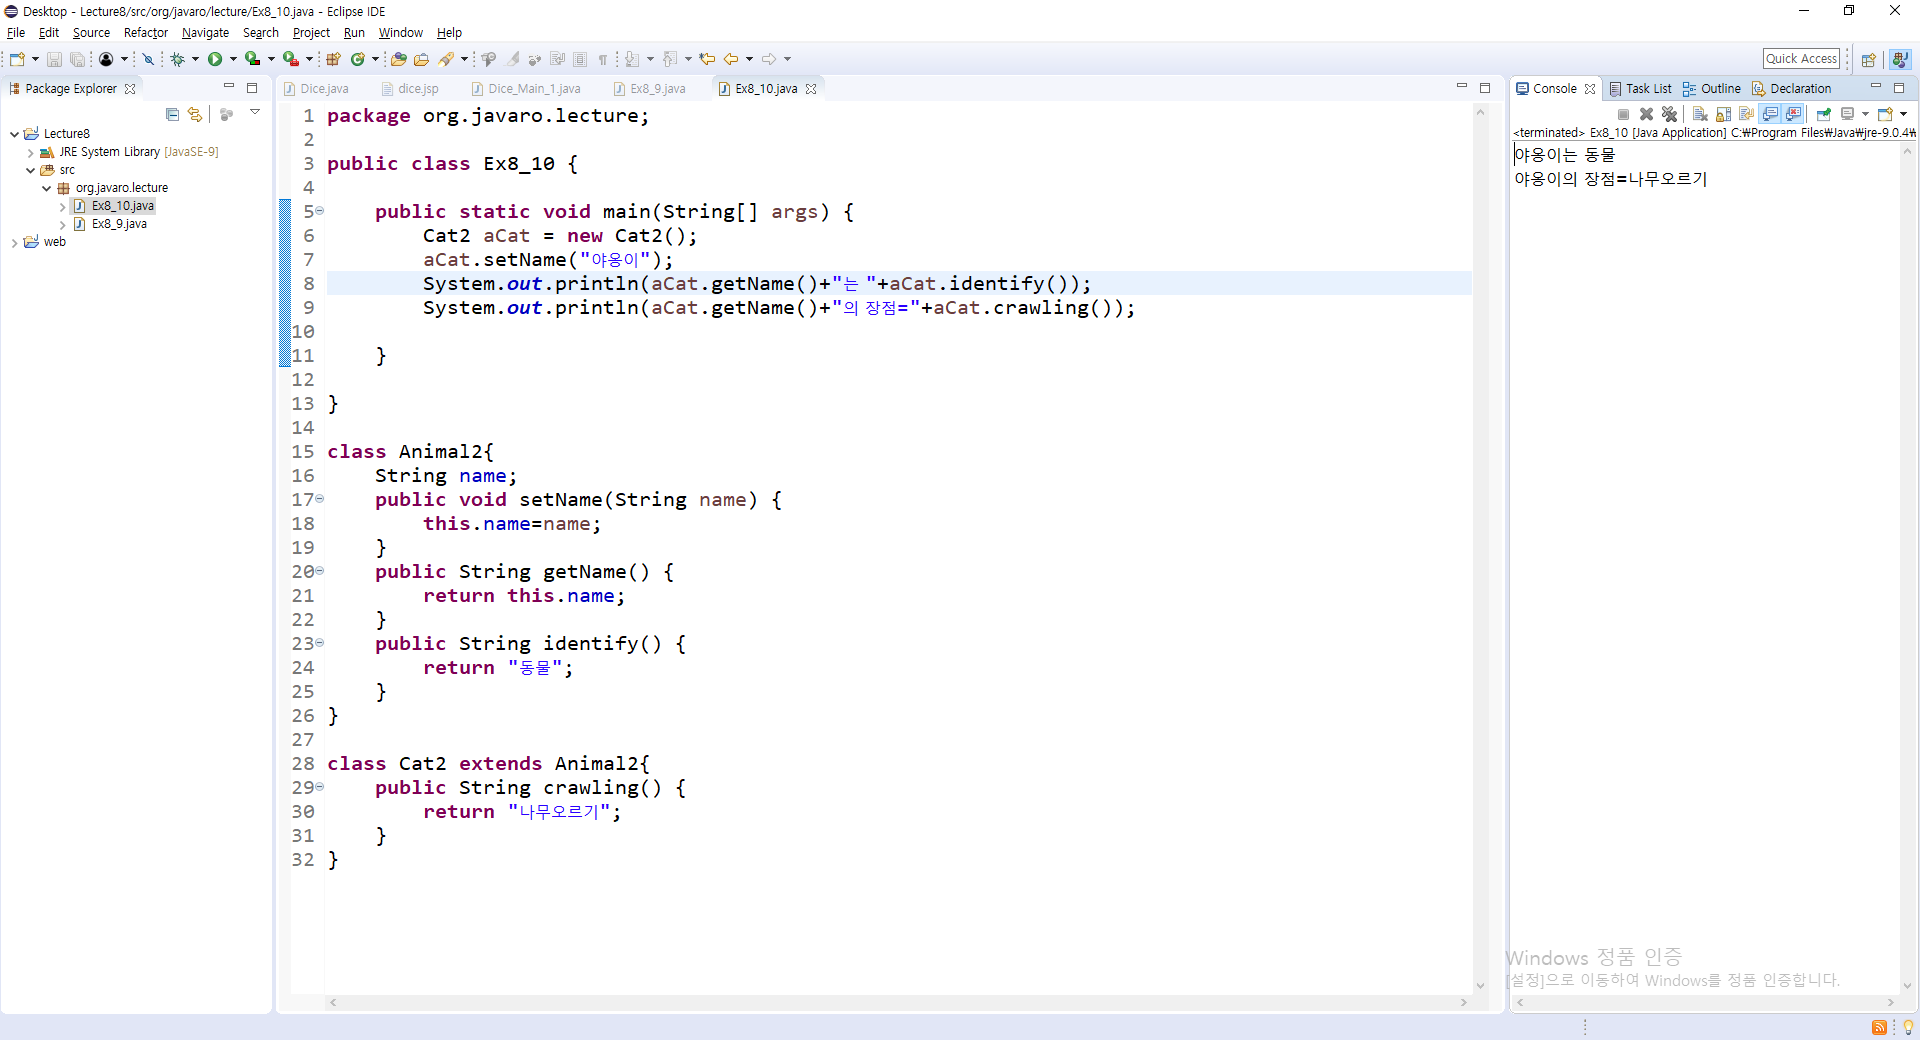 Desktop - Lecture8/src/org/javaro/lecture/Ex8_10.java - Eclipse IDE
File Edit Source Refactor Navigate Search Project Run Window Help
Quick Access
Package Explorer
Lecture8
JRE System Library [JavaSE-9]
src
org.javaro.lecture
Ex8_10.java
Ex8_9.java
web
Dice.java dice.jsp Dice_Main_1.java Ex8_9.java Ex8_10.java
1 package org.javaro.lecture;
2
3 public class Ex8_10 {
4
5 public static void main(String[] args) {
6 Cat2 aCat = new Cat2();
7 aCat.setName("야옹이");
8 System.out.println(aCat.getName()+"는 "+aCat.identify());
9 System.out.println(aCat.getName()+"의 장점="+aCat.crawling());
10
11 }
12
13 }
14
15 class Animal2{
16 String name;
17 public void setName(String name) {
18 this.name=name;
19 }
20 public String getName() {
21 return this.name;
22 }
23 public String identify() {
24 return "동물";
25 }
26 }
27
28 class Cat2 extends Animal2{
29 public String crawling() {
30 return "나무오르기";
31 }
32 }
Console Task List Outline Declaration
<terminated> Ex8_10 [Java Application] C:₩Program Files₩Java₩jre-9.0.4₩
야옹이는 동물
야옹이의 장점=나무오르기
Windows 정품 인증
[설정]으로 이동하여 Windows를 정품 인증합니다.